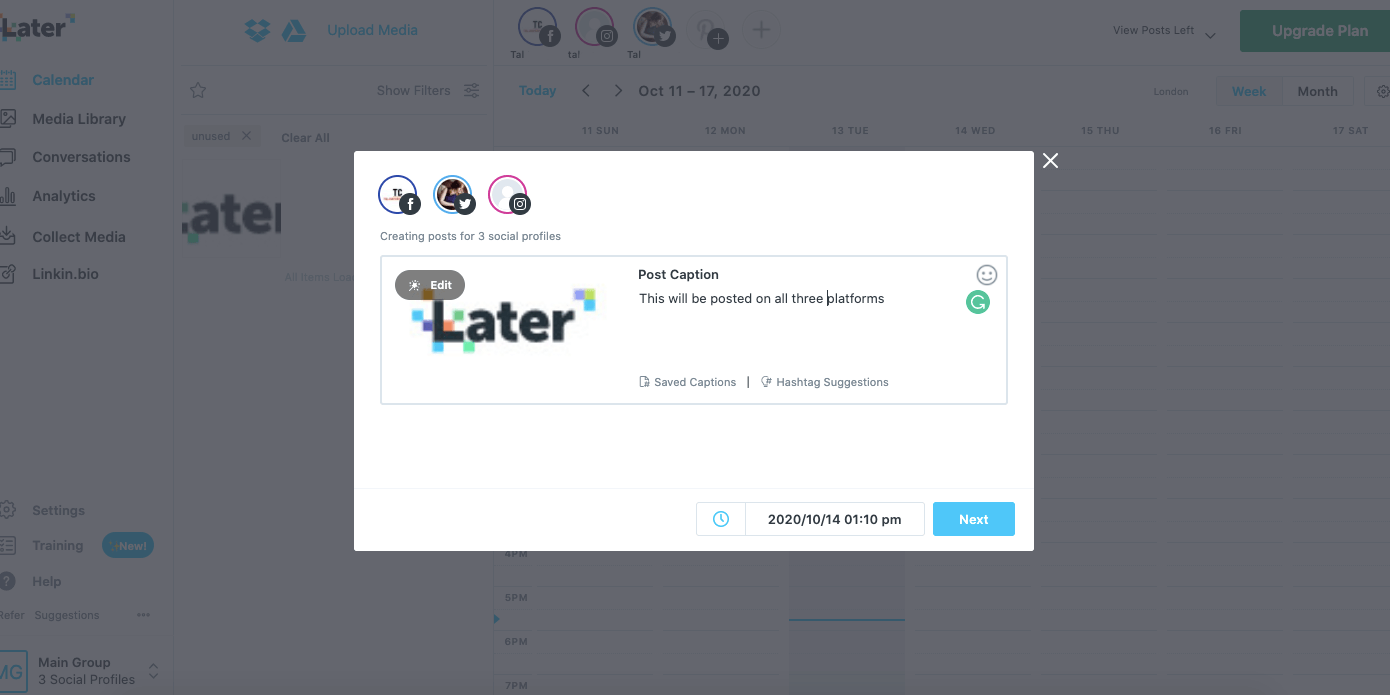 Later
Upload Media
TC
Tal
tal
Tal
View Posts Left
Upgrade Plan
Calendar
Media Library
Conversations
Analytics
Collect Media
Linkin.bio
Show Filters
unused
Clear All
Today
Oct 11 – 17, 2020
London
Week
Month
11 SUN
12 MON
13 TUE
14 WED
15 THU
16 FRI
17 SAT
Later
All Items Loa
TC
Creating posts for 3 social profiles
Edit
Later
Post Caption
This will be posted on all three platforms
Saved Captions | Hashtag Suggestions
2020/10/14 01:10 pm
Next
4PM
5PM
6PM
7PM
Settings
Training
New!
Help
Refer
Suggestions
MG
Main Group
3 Social Profiles